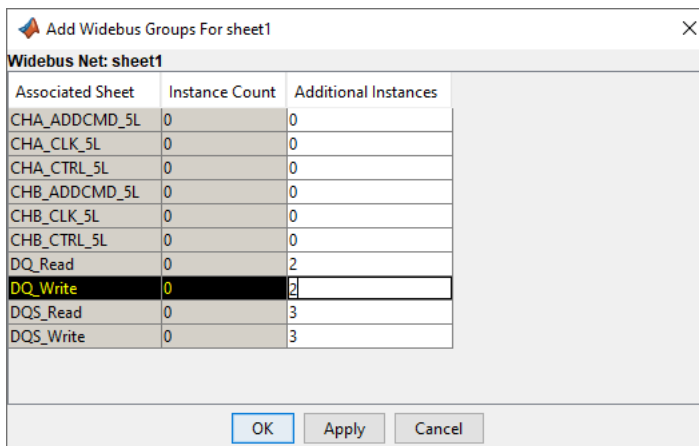 Add Widebus Groups For sheet1
Widebus Net: sheet1
Associated Sheet Instance Count Additional Instances
CHA_ADDCMD_5L 0 0
CHA_CLK_5L 0 0
CHA_CTRL_5L 0 0
CHB_ADDCMD_5L 0 0
CHB_CLK_5L 0 0
CHB_CTRL_5L 0 0
DQ_Read 0 2
DQ_Write 0 2
DQS_Read 0 3
DQS_Write 0 3
OK Apply Cancel